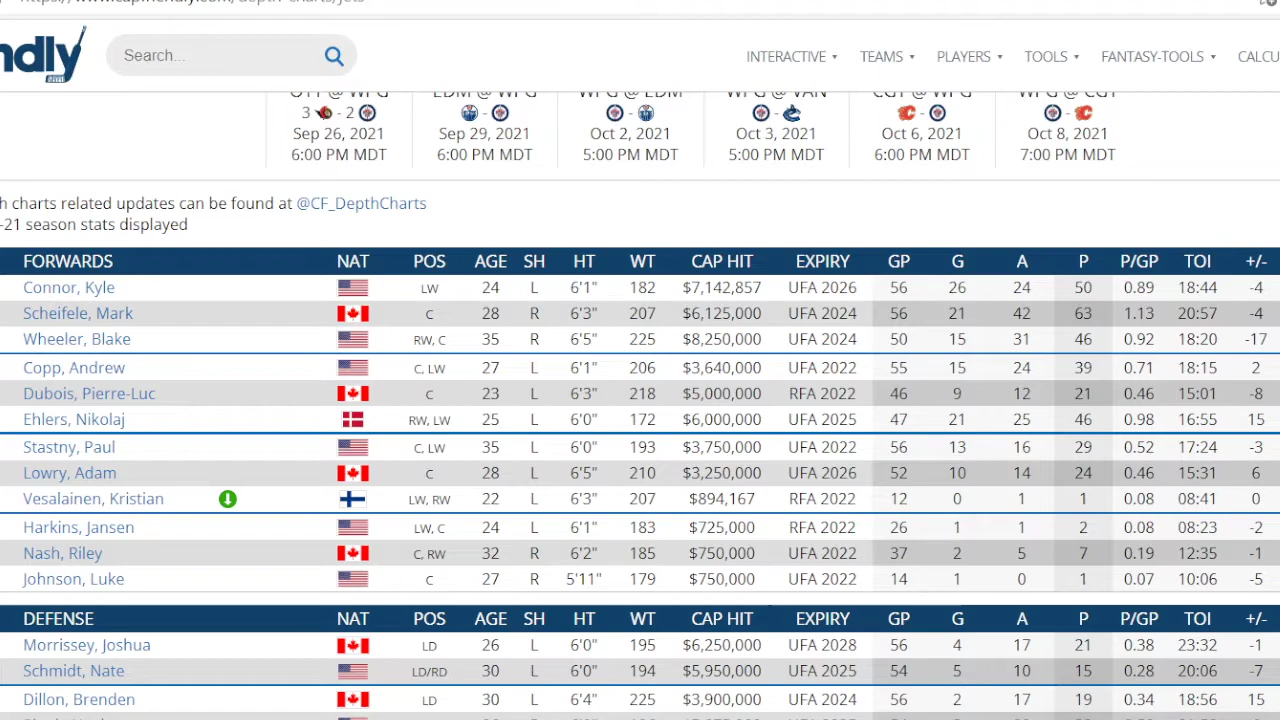 ndly
Search...
INTERACTIVE TEAMS PLAYERS TOOLS FANTASY-TOOLS CALCU
OTT @ WPG EDM @ WPG WPG @ EDM WPG @ VAN CGY @ WPG WPG @ CGY
3 - 2 - - - - -
Sep 26, 2021 Sep 29, 2021 Oct 2, 2021 Oct 3, 2021 Oct 6, 2021 Oct 8, 2021
6:00 PM MDT 6:00 PM MDT 5:00 PM MDT 5:00 PM MDT 6:00 PM MDT 7:00 PM MDT
h charts related updates can be found at @CF_DepthCharts
-21 season stats displayed
FORWARDS NAT POS AGE SH HT WT CAP HIT EXPIRY GP G A P P/GP TOI +/-
Connor, Kyle LW 24 L 6'1" 182 $7,142,857 UFA 2026 56 26 24 50 0.89 18:44 -4
Scheifele, Mark C 28 R 6'3" 207 $6,125,000 UFA 2024 56 21 42 63 1.13 20:57 -4
Wheeler, Blake RW, C 35 R 6'5" 225 $8,250,000 UFA 2024 50 15 31 46 0.92 18:20 -17
Copp, Andrew C, LW 27 L 6'1" 206 $3,640,000 UFA 2022 55 15 24 39 0.71 18:15 2
Dubois, Pierre-Luc C 23 L 6'3" 218 $5,000,000 RFA 2022 46 9 12 21 0.46 15:01 -8
Ehlers, Nikolaj RW, LW 25 L 6'0" 172 $6,000,000 UFA 2025 47 21 25 46 0.98 16:55 15
Stastny, Paul C, LW 35 L 6'0" 193 $3,750,000 UFA 2022 56 13 16 29 0.52 17:24 -3
Lowry, Adam C 28 L 6'5" 210 $3,250,000 UFA 2026 52 10 14 24 0.46 15:31 6
Vesalainen, Kristian LW, RW 22 L 6'3" 207 $894,167 RFA 2022 12 0 1 1 0.08 08:41 0
Harkins, Jansen LW, C 24 L 6'1" 183 $725,000 RFA 2022 26 1 1 2 0.08 08:25 -2
Nash, Riley C, RW 32 R 6'2" 185 $750,000 UFA 2022 37 2 5 7 0.19 12:35 -1
Johnson, Luke C 27 R 5'11" 179 $750,000 UFA 2022 14 1 0 1 0.07 10:06 -5
DEFENSE NAT POS AGE SH HT WT CAP HIT EXPIRY GP G A P P/GP TOI +/-
Morrissey, Joshua LD 26 L 6'0" 195 $6,250,000 UFA 2028 56 4 17 21 0.38 23:32 -1
Schmidt, Nate LD/RD 30 L 6'0" 194 $5,950,000 UFA 2025 54 5 10 15 0.28 20:06 -7
Dillon, Brenden LD 30 L 6'4" 225 $3,900,000 UFA 2024 56 2 17 19 0.34 18:56 15